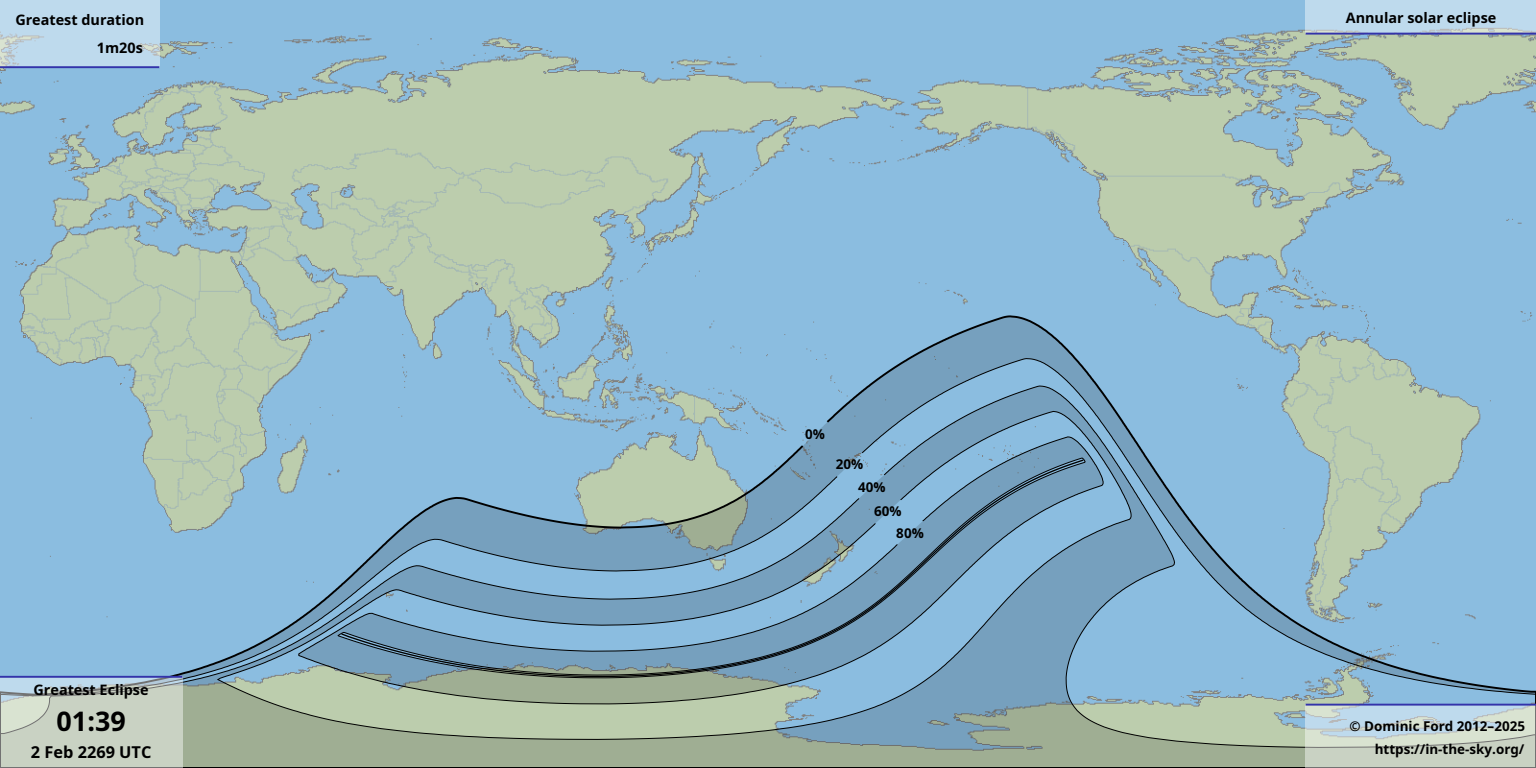 Greatest duration
1m20s
Annular solar eclipse
0%
20%
40%
60%
80%
Greatest Eclipse
01:39
2 Feb 2269 UTC
© Dominic Ford 2012–2025
https://in-the-sky.org/